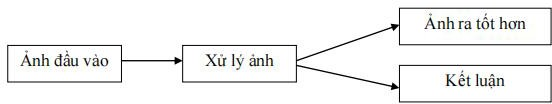 Ảnh đầu vào
Xử lý ảnh
Ảnh ra tốt hơn
Kết luận